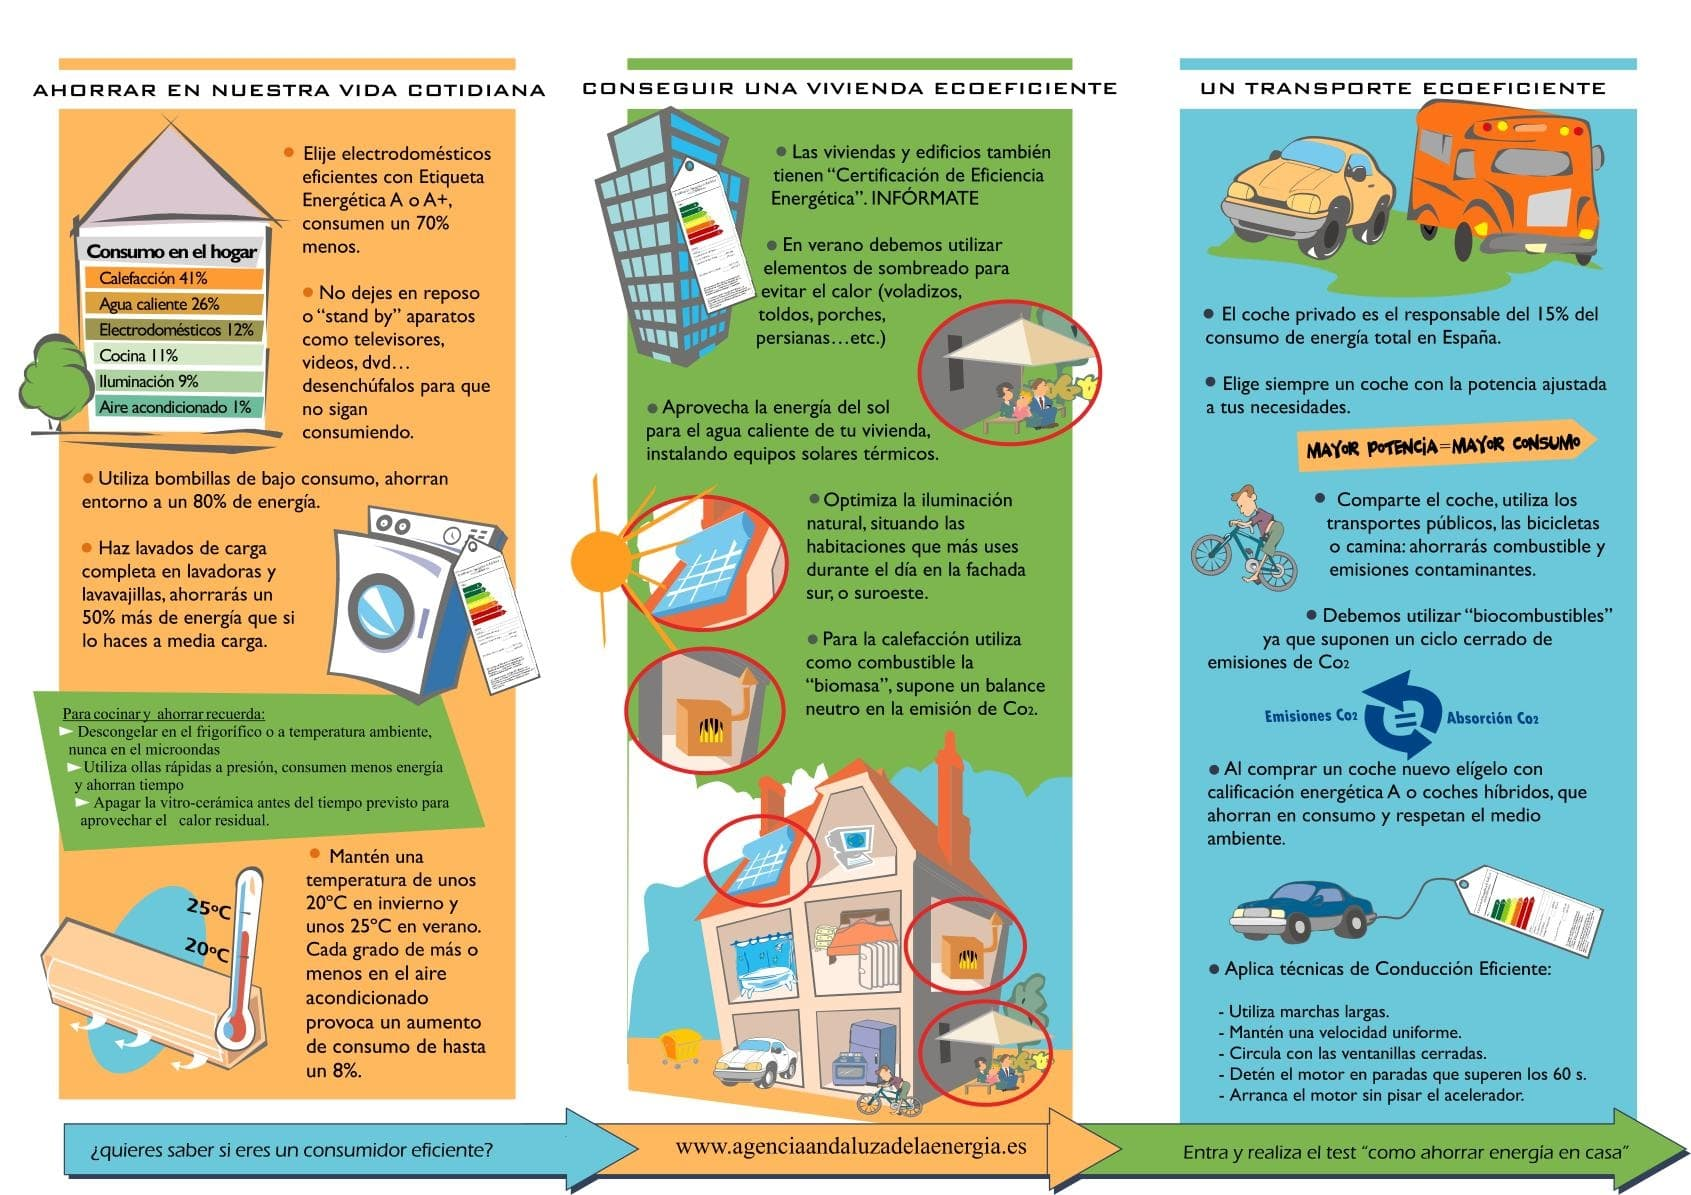 AHORRAR EN NUESTRA VIDA COTIDIANA
Consumo en el hogar
Calefacción 41%
Agua caliente 26%
Electrodomésticos 12%
Cocina 11%
Iluminación 9%
Aire acondicionado 1%
● Elije electrodomésticos
eficientes con Etiqueta
Energética A o A+,
consumen un 70%
menos.
● No dejes en reposo
o “stand by” aparatos
como televisores,
videos, dvd…
desenchúfalos para que
no sigan
consumiendo.
● Utiliza bombillas de bajo consumo, ahorran
entorno a un 80% de energía.
● Haz lavados de carga
completa en lavadoras y
lavavajillas, ahorrarás un
50% más de energía que si
lo haces a media carga.
Para cocinar y ahorrar recuerda:
► Descongelar en el frigorífico o a temperatura ambiente,
nunca en el microondas
► Utiliza ollas rápidas a presión, consumen menos energía
y ahorran tiempo
► Apagar la vitro-cerámica antes del tiempo previsto para
aprovechar el calor residual.
25ºC
20ºC
● Mantén una
temperatura de unos
20ºC en invierno y
unos 25ºC en verano.
Cada grado de más o
menos en el aire
acondicionado
provoca un aumento
de consumo de hasta
un 8%.
CONSEGUIR UNA VIVIENDA ECOEFICIENTE
● Las viviendas y edificios también
tienen “Certificación de Eficiencia
Energética”. INFÓRMATE
● En verano debemos utilizar
elementos de sombreado para
evitar el calor (voladizos,
toldos, porches,
persianas…etc.)
● Aprovecha la energía del sol
para el agua caliente de tu vivienda,
instalando equipos solares térmicos.
● Optimiza la iluminación
natural, situando las
habitaciones que más uses
durante el día en la fachada
sur, o suroeste.
● Para la calefacción utiliza
como combustible la
“biomasa”, supone un balance
neutro en la emisión de Co2.
UN TRANSPORTE ECOEFICIENTE
● El coche privado es el responsable del 15% del
consumo de energía total en España.
● Elige siempre un coche con la potencia ajustada
a tus necesidades.
MAYOR POTENCiA=MAYOR CONSUMO
● Comparte el coche, utiliza los
transportes públicos, las bicicletas
o camina: ahorrarás combustible y
emisiones contaminantes.
● Debemos utilizar “biocombustibles”
ya que suponen un ciclo cerrado de
emisiones de Co2
Emisiones Co2 = Absorción Co2
● Al comprar un coche nuevo elígelo con
calificación energética A o coches híbridos, que
ahorran en consumo y respetan el medio
ambiente.
● Aplica técnicas de Conducción Eficiente:
- Utiliza marchas largas.
- Mantén una velocidad uniforme.
- Circula con las ventanillas cerradas.
- Detén el motor en paradas que superen los 60 s.
- Arranca el motor sin pisar el acelerador.
¿quieres saber si eres un consumidor eficiente?
www.agenciaandaluzadelaenergia.es
Entra y realiza el test “como ahorrar energía en casa”